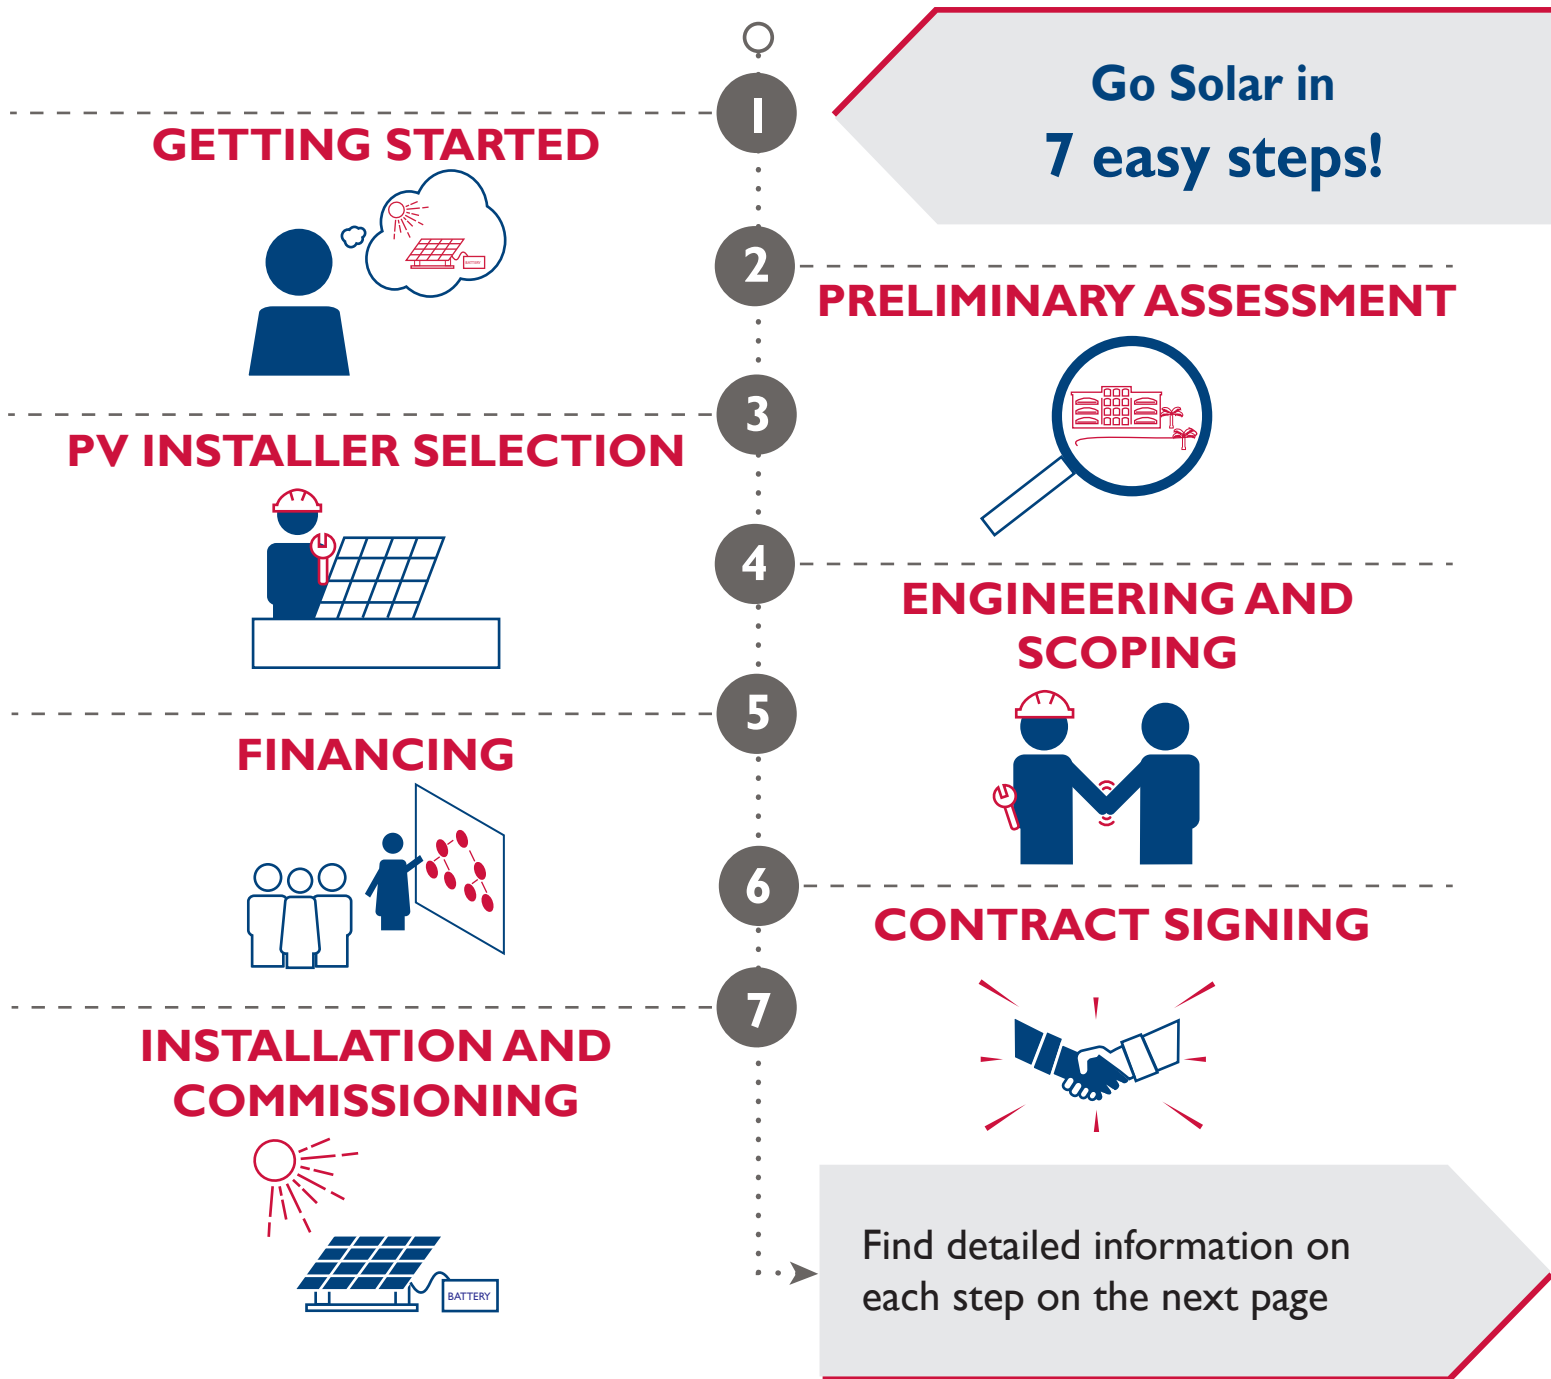 Go Solar in
7 easy steps!
1
GETTING STARTED
BATTERY
2
PRELIMINARY ASSESSMENT
3
PV INSTALLER SELECTION
4
ENGINEERING AND
SCOPING
5
FINANCING
6
CONTRACT SIGNING
7
INSTALLATION AND
COMMISSIONING
BATTERY
Find detailed information on
each step on the next page